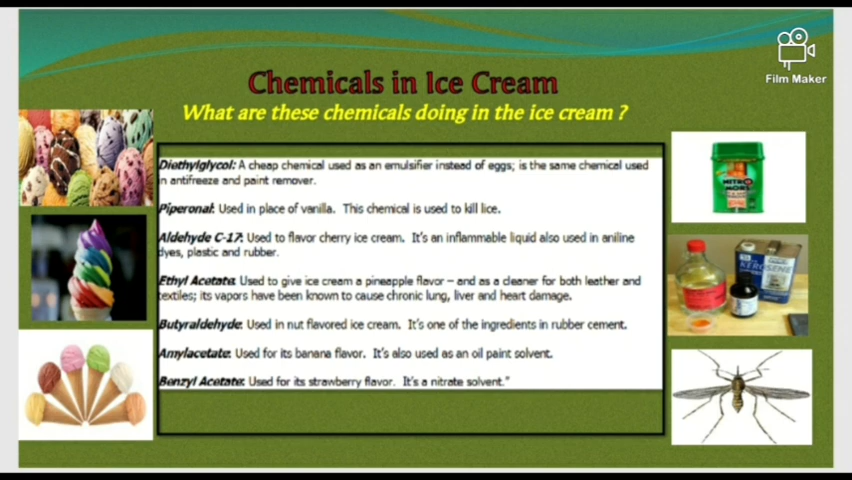 Film Maker
Chemicals in Ice Cream
What are these chemicals doing in the ice cream ?
Diethylglycol: A cheap chemical used as an emulsifier instead of eggs; is the same chemical used
in antifreeze and paint remover.
Piperonal: Used in place of vanilla. This chemical is used to kill lice.
Aldehyde C-17: Used to flavor cherry ice cream. It's an inflammable liquid also used in aniline
dyes, plastic and rubber.
Ethyl Acetate: Used to give ice cream a pineapple flavor – and as a cleaner for both leather and
textiles; its vapors have been known to cause chronic lung, liver and heart damage.
Butyraldehyde: Used in nut flavored ice cream. It's one of the ingredients in rubber cement.
Amylacetate: Used for its banana flavor. It's also used as an oil paint solvent.
Benzyl Acetate: Used for its strawberry flavor. It's a nitrate solvent."
KEROSENE